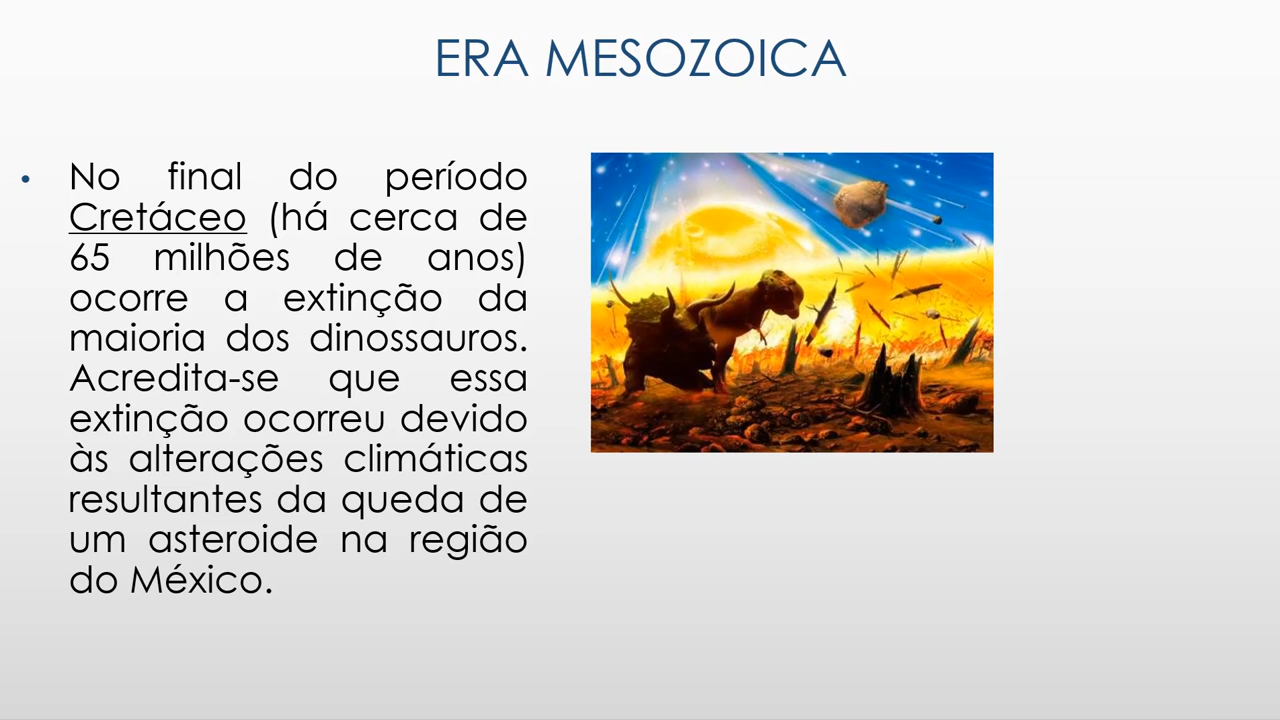 ERA MESOZOICA
• No final do período
Cretáceo (há cerca de
65 milhões de anos)
ocorre a extinção da
maioria dos dinossauros.
Acredita-se que essa
extinção ocorreu devido
às alterações climáticas
resultantes da queda de
um asteroide na região
do México.